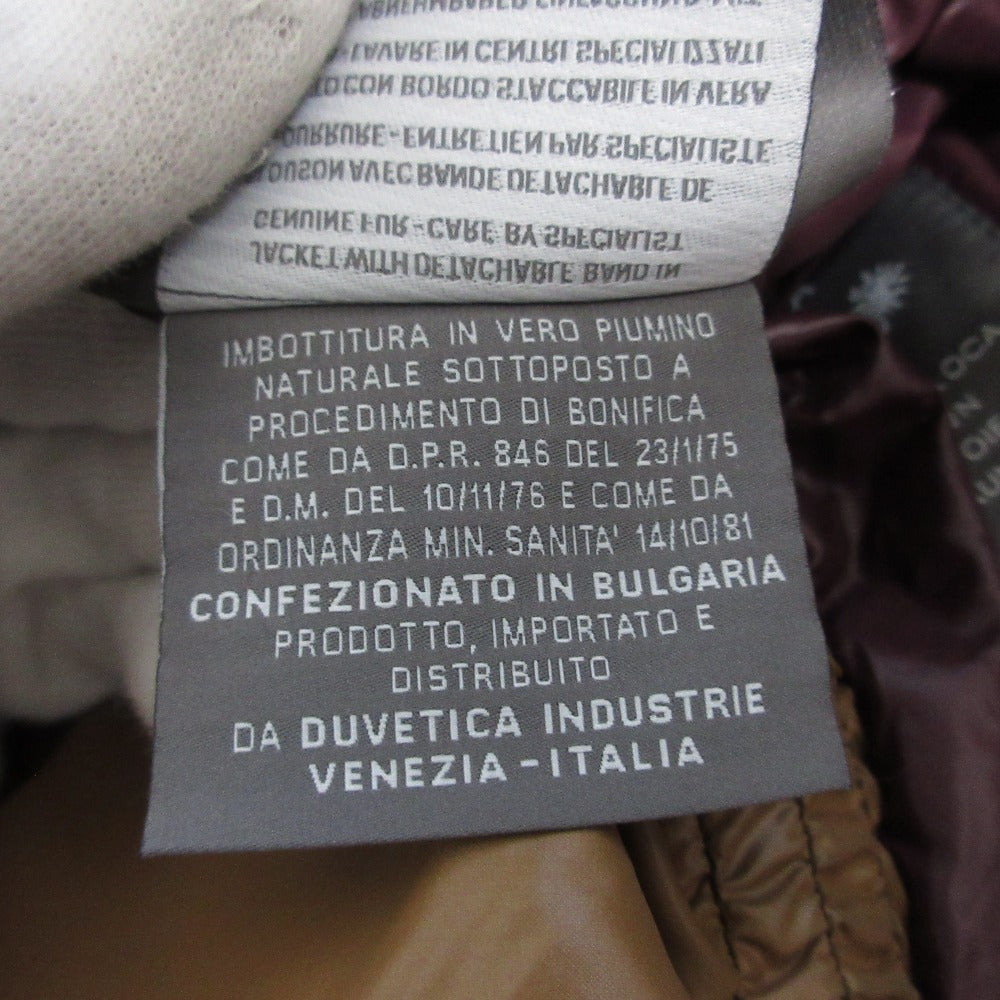 JACKET WITH DETACHABLE BAND IN
GENUINE FUR - CARE BY SPECIALIST
AVEC BANDE DETACHABLE DE
- ENTRETIEN PAR SPECIALISTE
CON BORDO STACCABILE IN VERA
- LAVARE IN CENTRI SPECIALIZZATI
IMBOTTITURA IN VERO PIUMINO
NATURALE SOTTOPOSTO A
PROCEDIMENTO DI BONIFICA
COME DA D.P.R. 846 DEL 23/1/75
E D.M. DEL 10/11/76 E COME DA
ORDINANZA MIN. SANITA' 14/10/81
CONFEZIONATO IN BULGARIA
PRODOTTO, IMPORTATO E
DISTRIBUITO
DA DUVETICA INDUSTRIE
VENEZIA - ITALIA